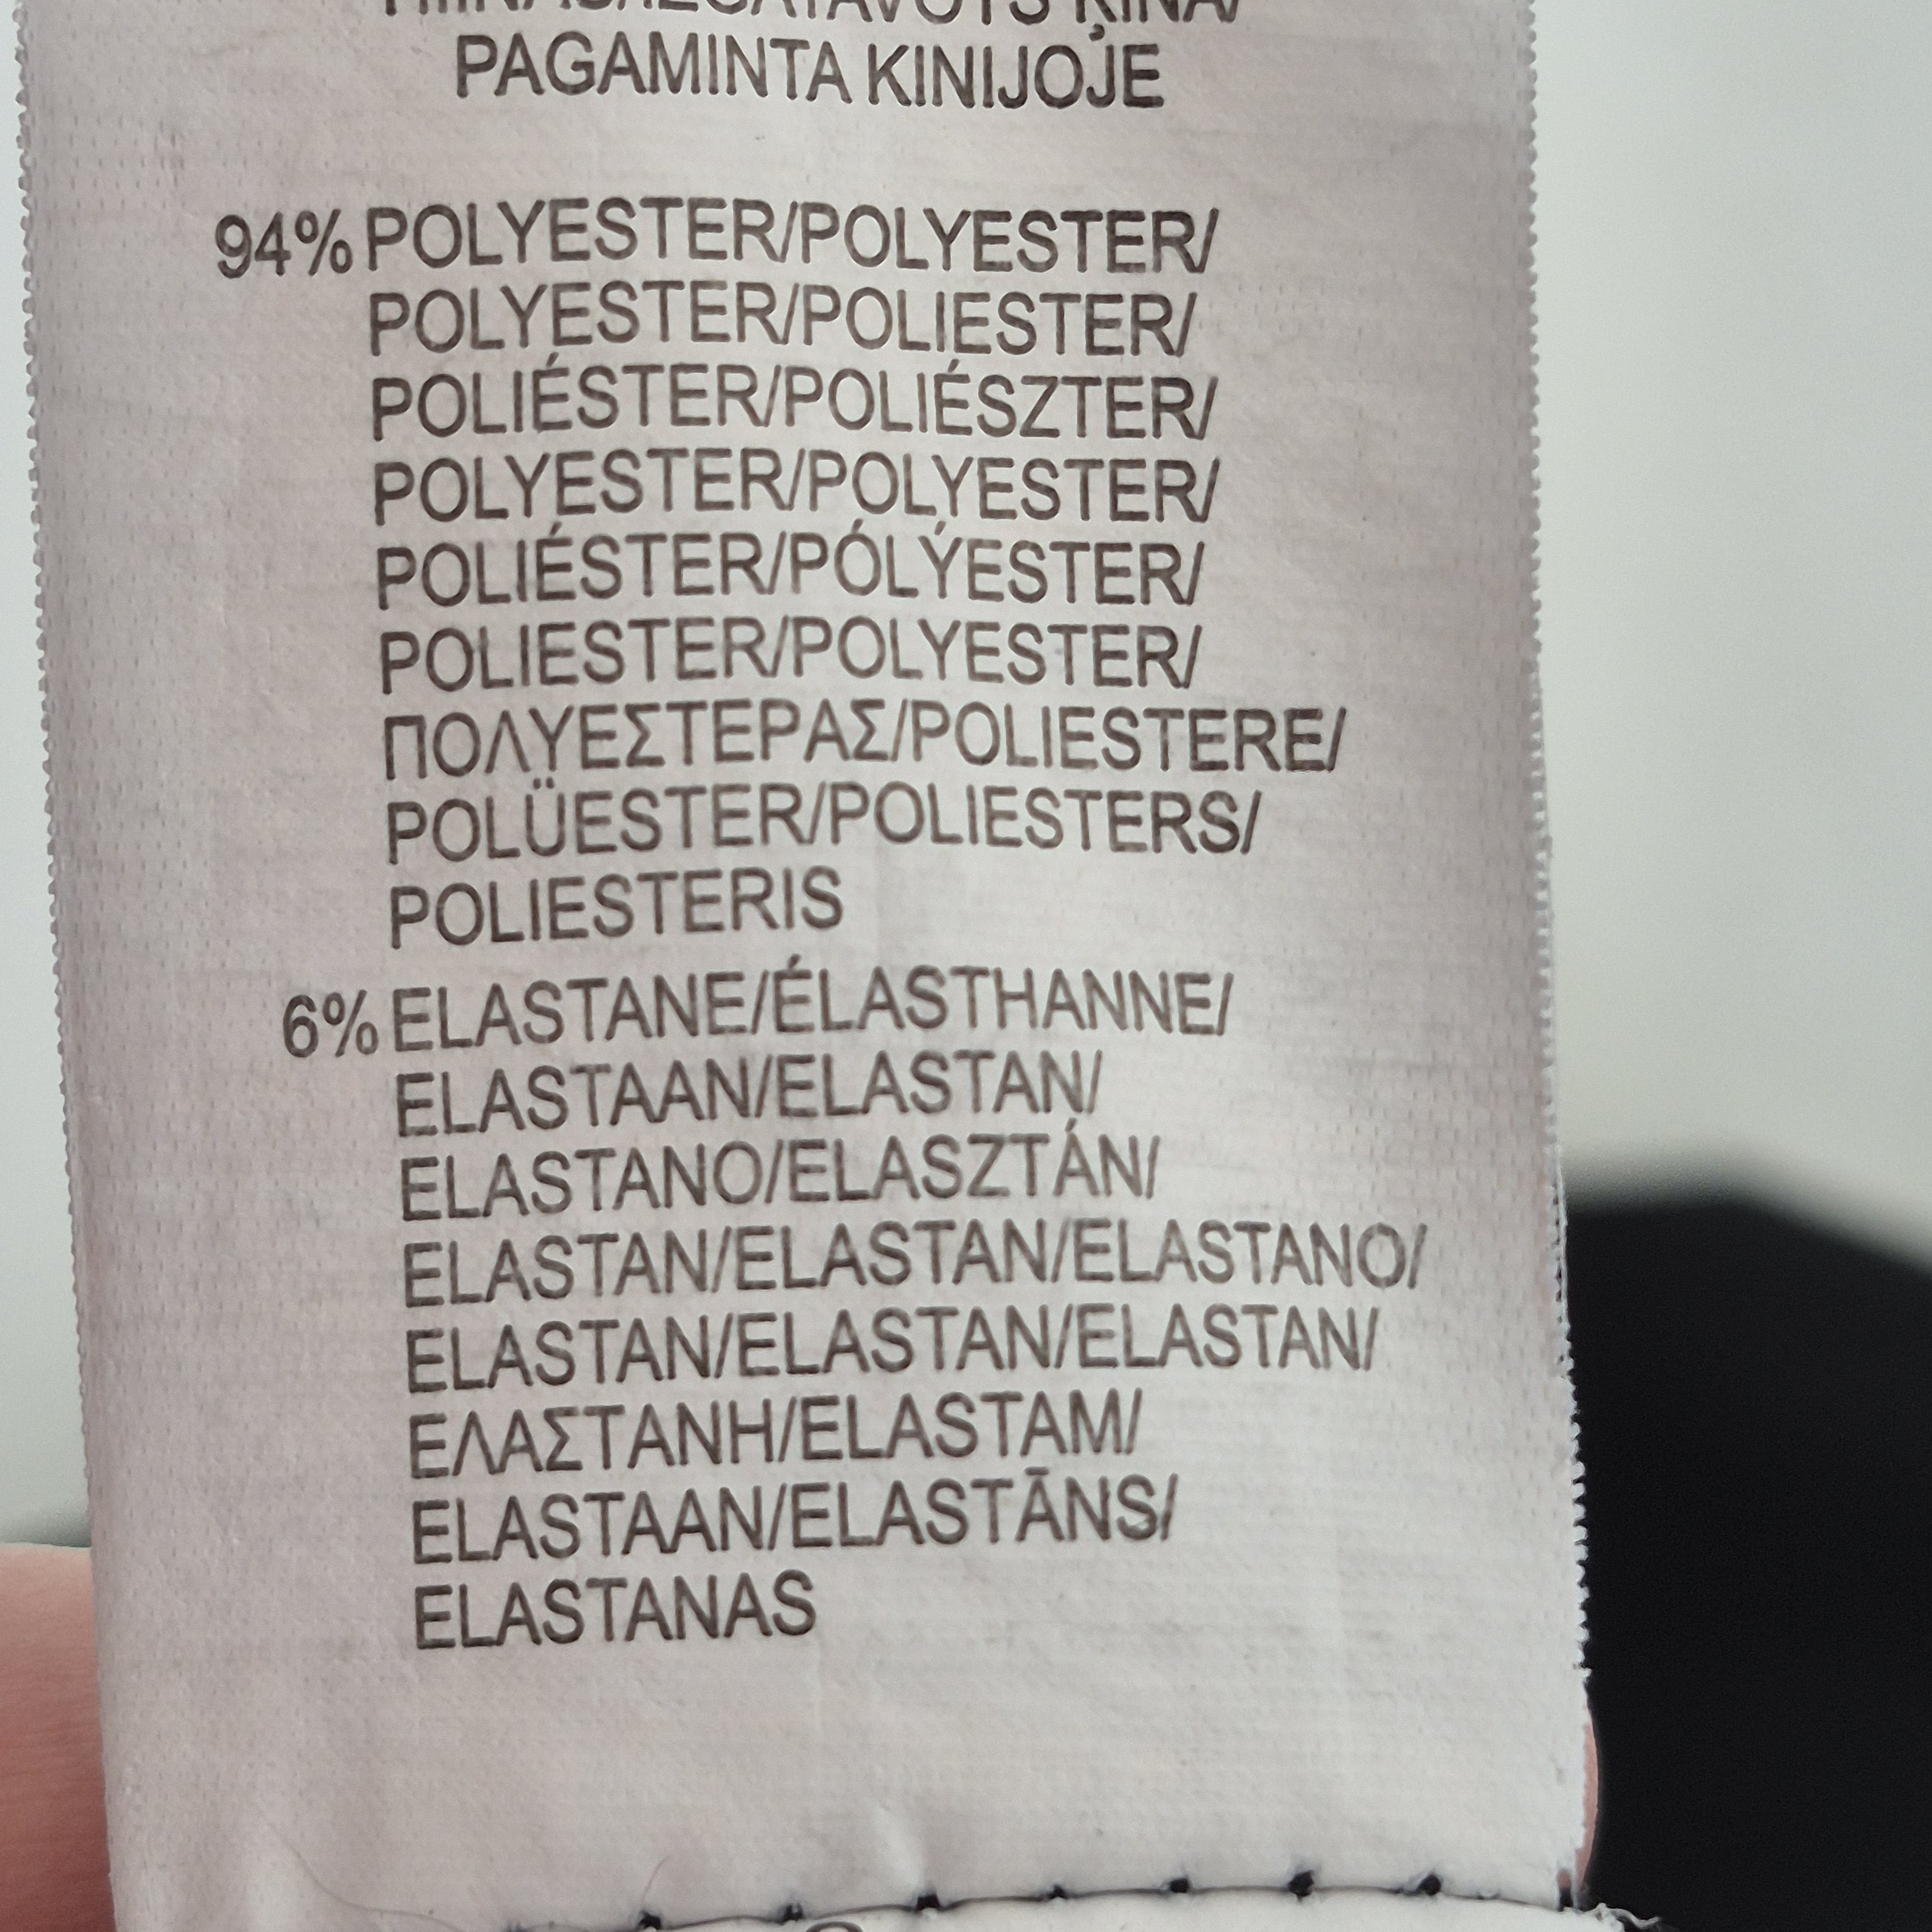 PAGAMINTA KINIJOJE
94% POLYESTER/POLYESTER/
POLYESTER/POLIESTER/
POLIÉSTER/POLIÉSZTER/
POLYESTER/POLYESTER/
POLIÉSTER/PÓLÝESTER/
POLIESTER/POLYESTER/
ΠΟΛΥΕΣΤΕΡΑΣ/POLIESTERE/
POLÜESTER/POLIESTERS/
POLIESTERIS
6% ELASTANE/ÉLASTHANNE/
ELASTAAN/ELASTAN/
ELASTANO/ELASZTÁN/
ELASTAN/ELASTAN/ELASTANO/
ELASTAN/ELASTAN/ELASTAN/
ΕΛΑΣΤΑΝΗ/ELASTAM/
ELASTAAN/ELASTĀNS/
ELASTANAS